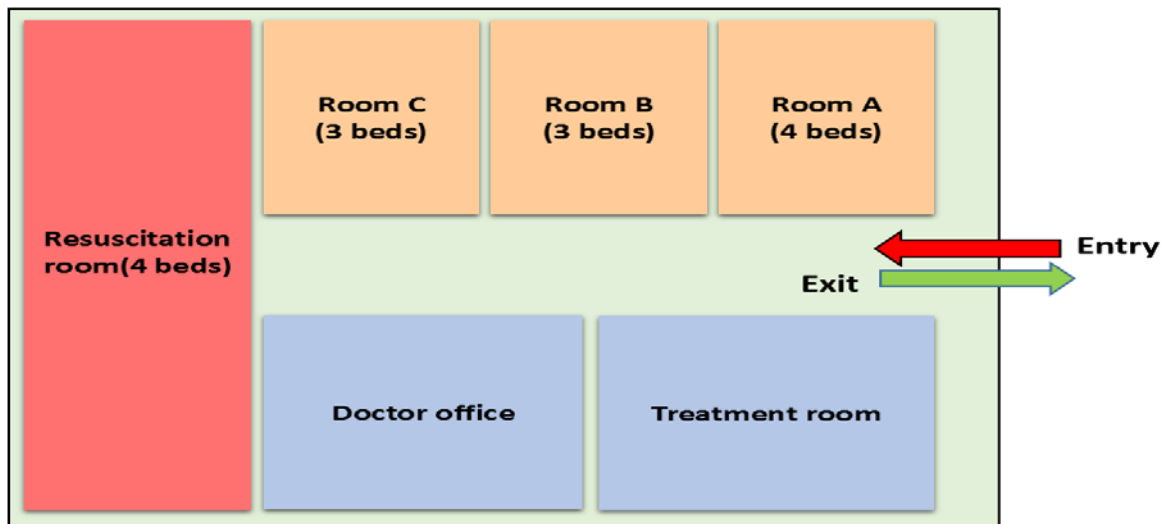 Room C
(3 beds)
Room B
(3 beds)
Room A
(4 beds)
Resuscitation
room(4 beds)
Entry
Exit
Doctor office
Treatment room